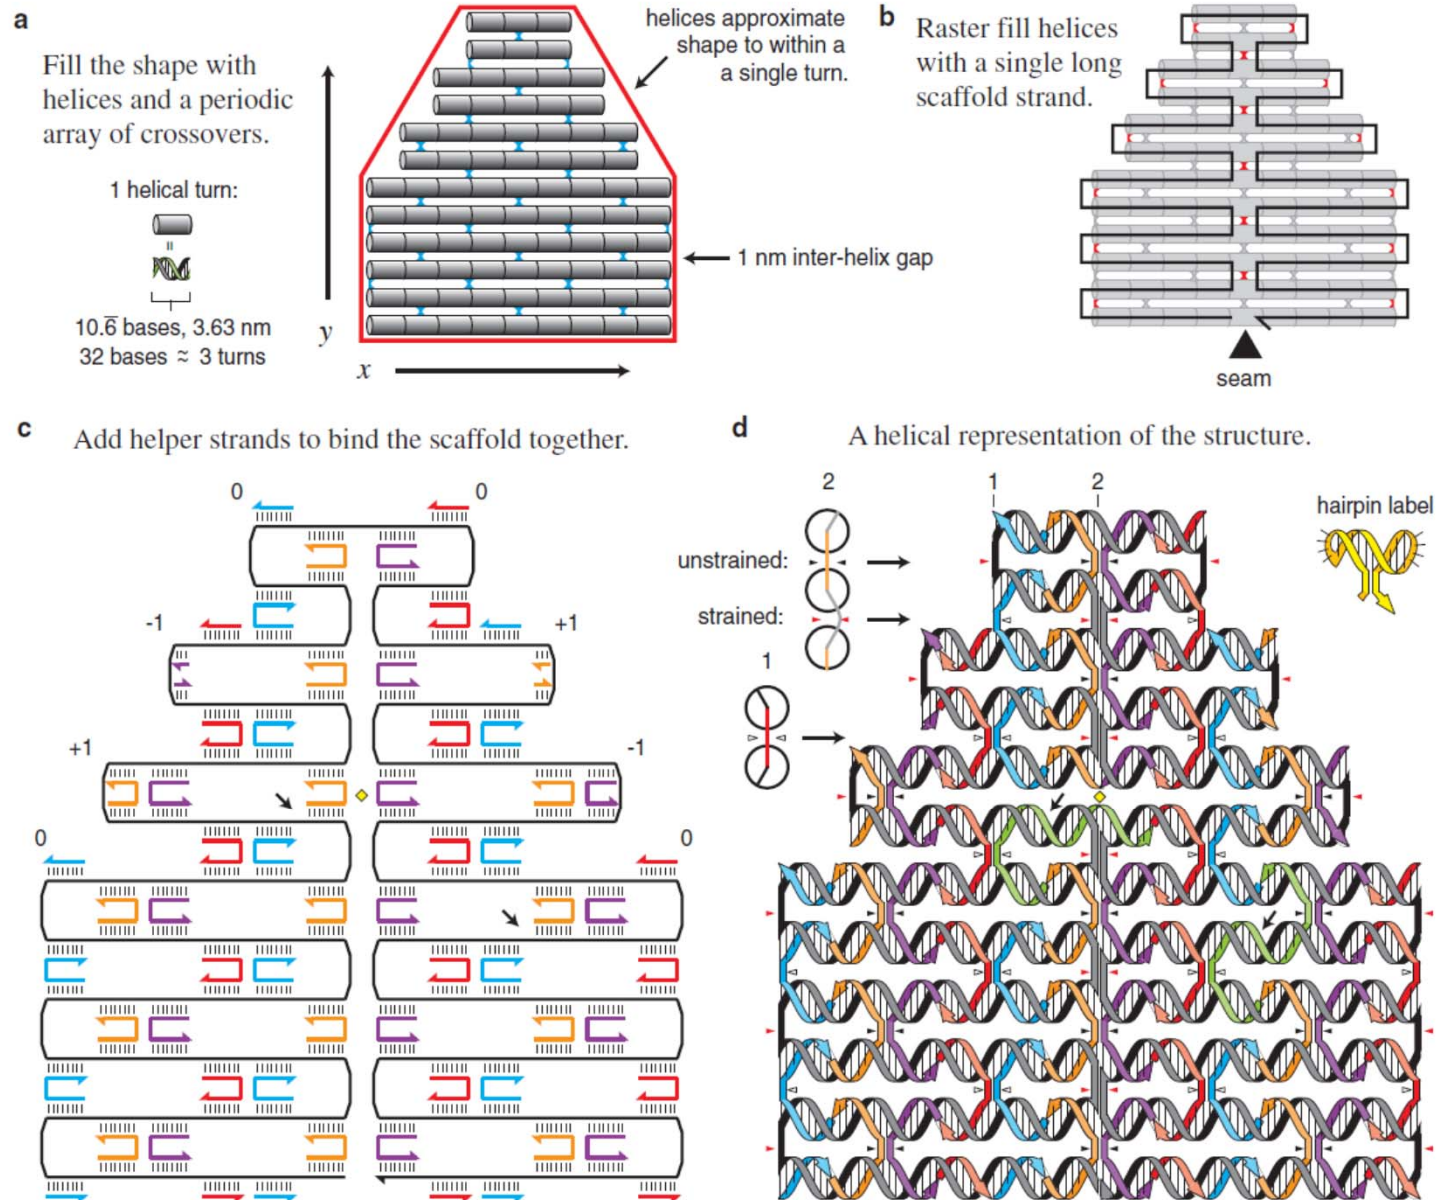 a
Fill the shape with
helices and a periodic
array of crossovers.
1 helical turn:
=
10.6̅ bases, 3.63 nm
32 bases ≈ 3 turns
y
x
helices approximate
shape to within a
a single turn.
1 nm inter-helix gap
b
Raster fill helices
with a single long
scaffold strand.
seam
c
Add helper strands to bind the scaffold together.
0
0
-1
+1
+1
-1
0
0
d
A helical representation of the structure.
2
1
2
hairpin label
unstrained:
strained:
1